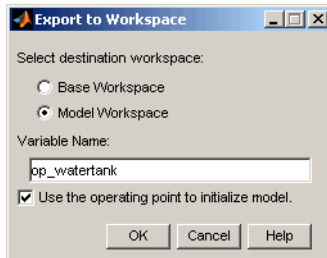 Export to Workspace
Select destination workspace:
Base Workspace
Model Workspace
Variable Name:
op_watertank
Use the operating point to initialize model.
OK Cancel Help